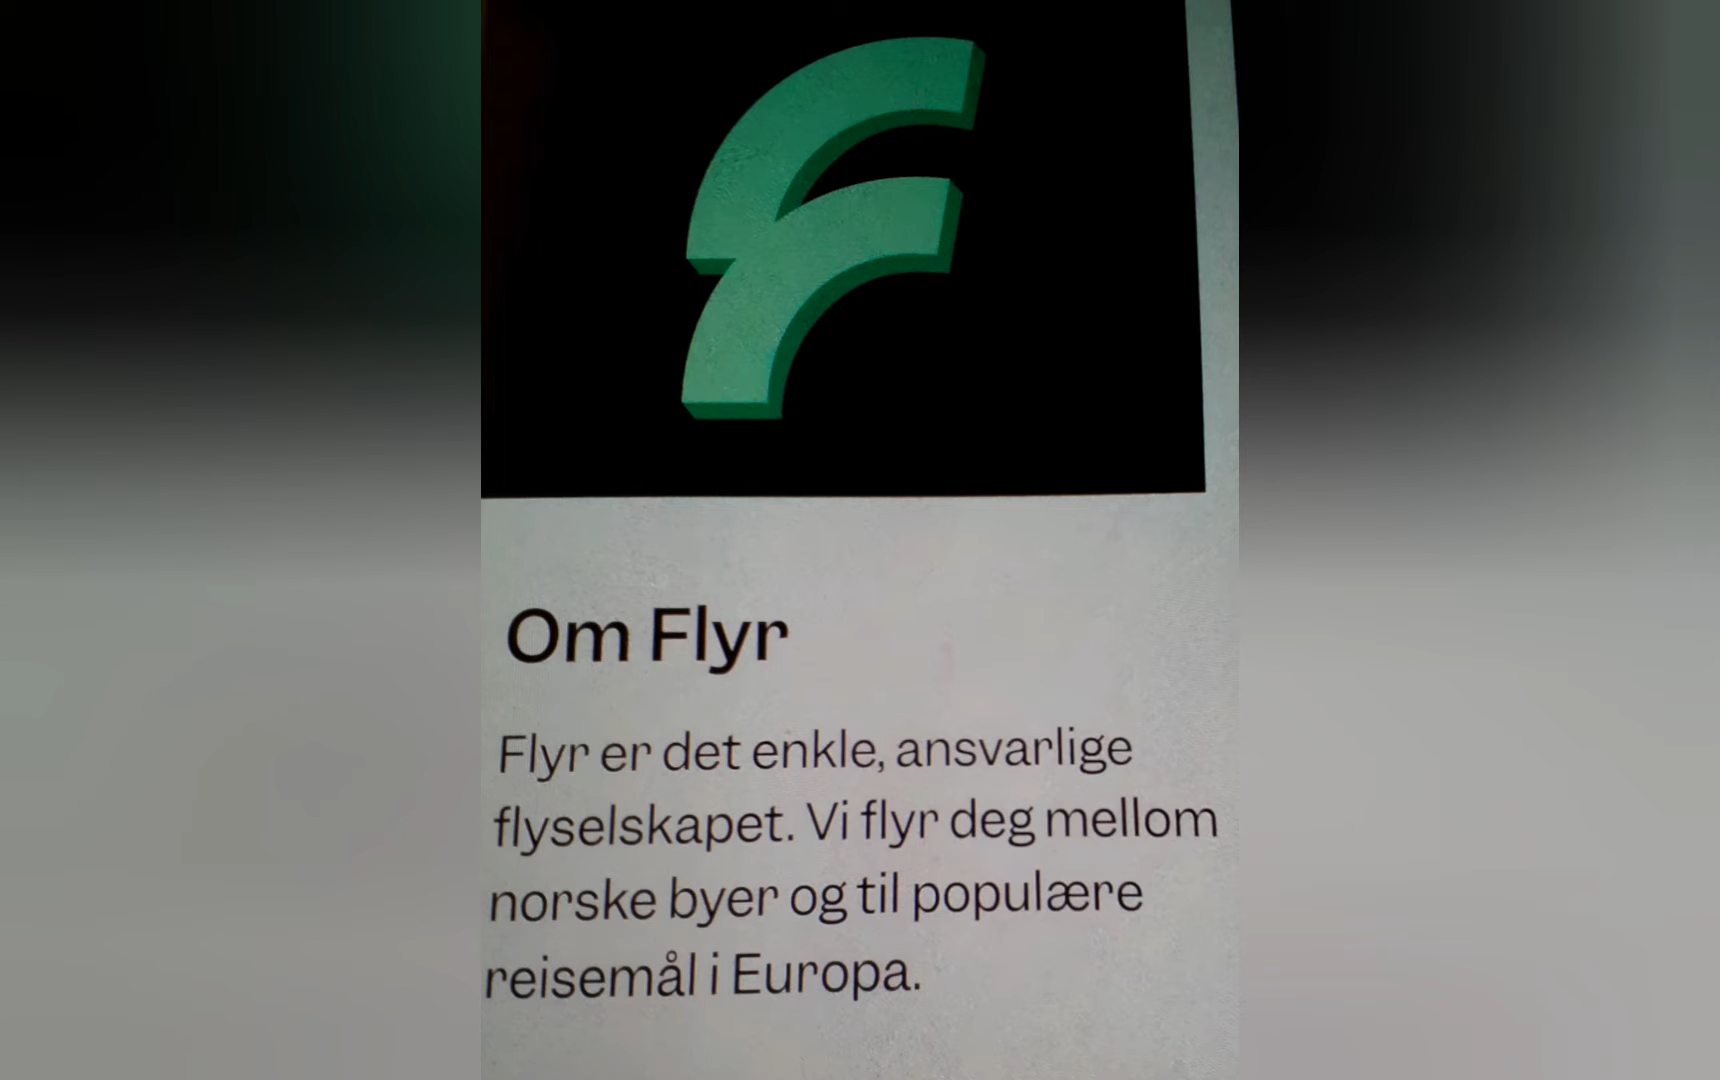 Om Flyr
Flyr er det enkle, ansvarlige
flyselskapet. Vi flyr deg mellom
norske byer og til populære
reisemål i Europa.